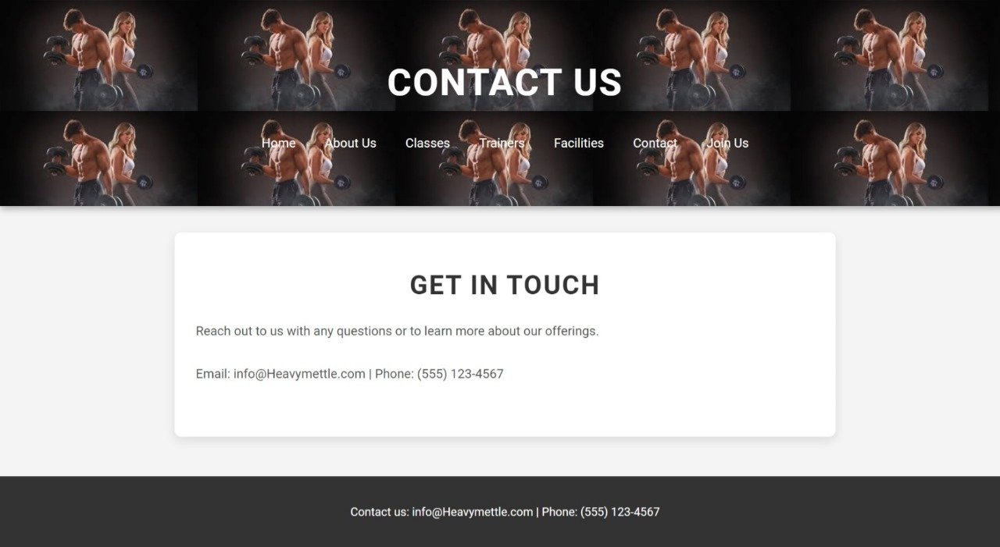 CONTACT US
Home About Us Classes Trainers Facilities Contact Join Us
GET IN TOUCH
Reach out to us with any questions or to learn more about our offerings.
Email: info@Heavymettle.com | Phone: (555) 123-4567
Contact us: info@Heavymettle.com | Phone: (555) 123-4567